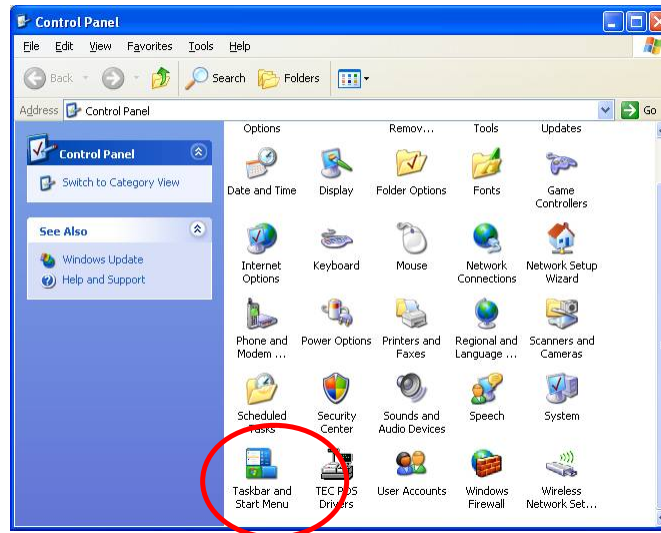 Control Panel
File Edit View Favorites Tools Help
Back Search Folders
Address Control Panel Go
Control Panel
Switch to Category View
See Also
Windows Update
Help and Support
Options Remov... Tools Updates
Date and Time Display Folder Options Fonts Game
Controllers
Internet Keyboard Mouse Network Network Setup
Options Connections Wizard
Phone and Power Options Printers and Regional and Scanners and
Modem ... Faxes Language ... Cameras
Scheduled Security Sounds and Speech System
Tasks Center Audio Devices
Taskbar and TEC POS User Accounts Windows Wireless
Start Menu Drivers Firewall Network Set...